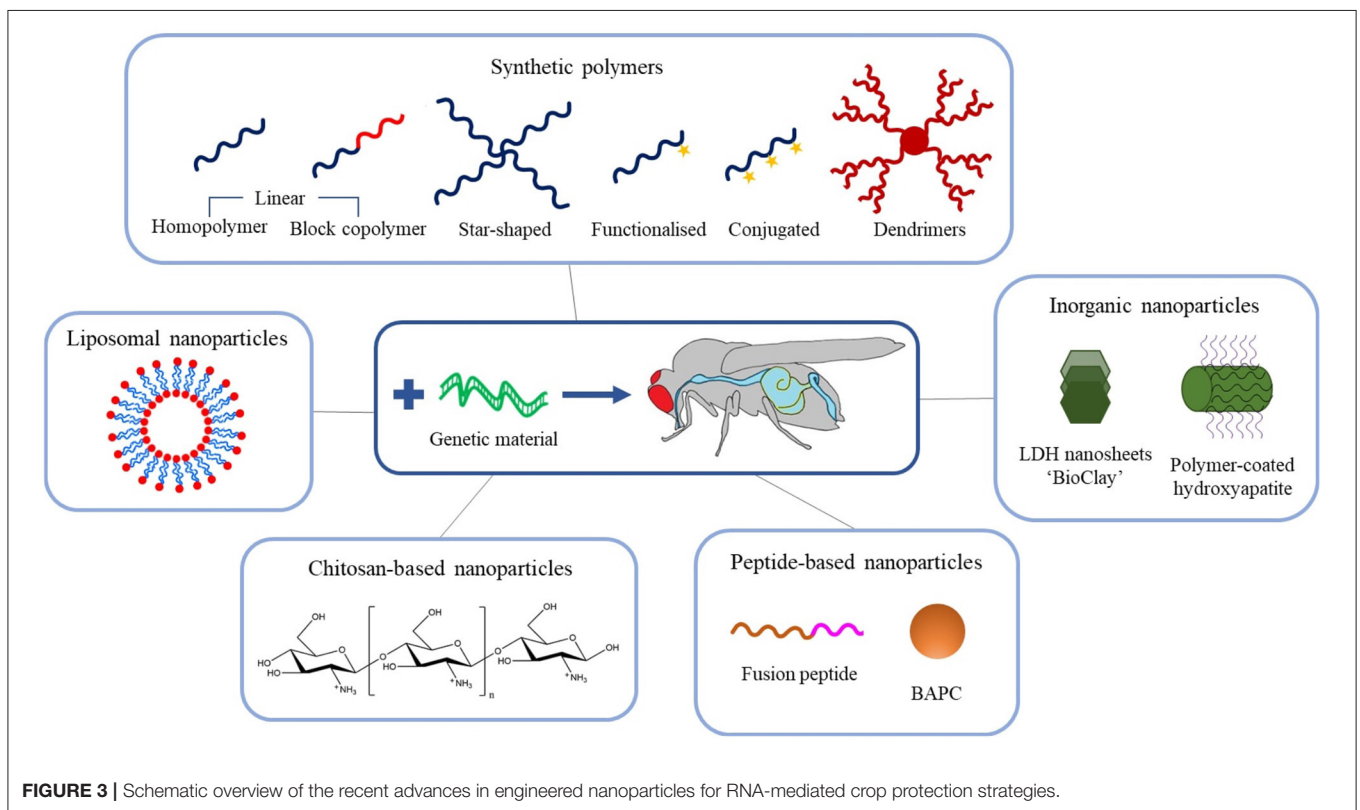 Synthetic polymers
Linear
Homopolymer
Block copolymer
Star-shaped
Functionalised
Conjugated
Dendrimers
Liposomal nanoparticles
+
Genetic material
Inorganic nanoparticles
LDH nanosheets
‘BioClay’
Polymer-coated
hydroxyapatite
Chitosan-based nanoparticles
OH
OH
OH
O
O
O
OH
HO
HO
O
HO
O
HO
⁺NH₃
⁺NH₃
⁺NH₃
n
Peptide-based nanoparticles
Fusion peptide
BAPC
FIGURE 3 | Schematic overview of the recent advances in engineered nanoparticles for RNA-mediated crop protection strategies.